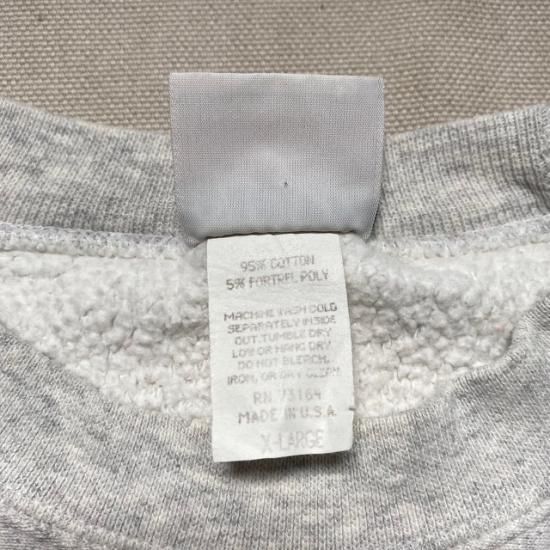 95% COTTON
5% FORTREL POLY
MACHINE WASH COLD
SEPARATELY INSIDE
OUT. TUMBLE DRY
LOW OR HANG DRY
DO NOT BLEACH,
IRON, OR DRY CLEAN
RN 73164
MADE IN U.S.A.
X-LARGE